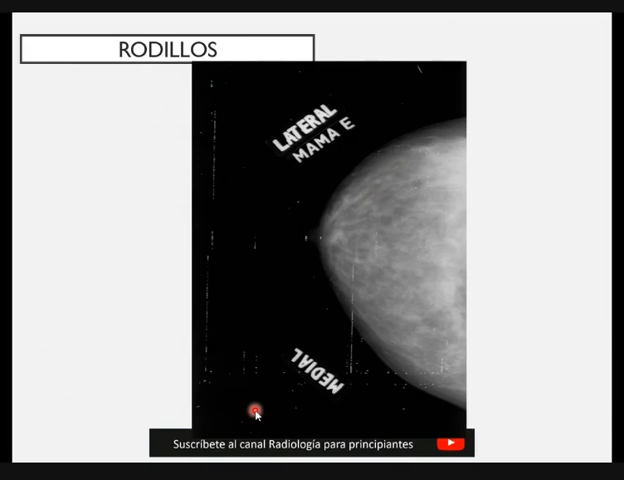 RODILLOS
LATERAL
MAMA E
MEDIAL
Suscríbete al canal Radiología para principiantes